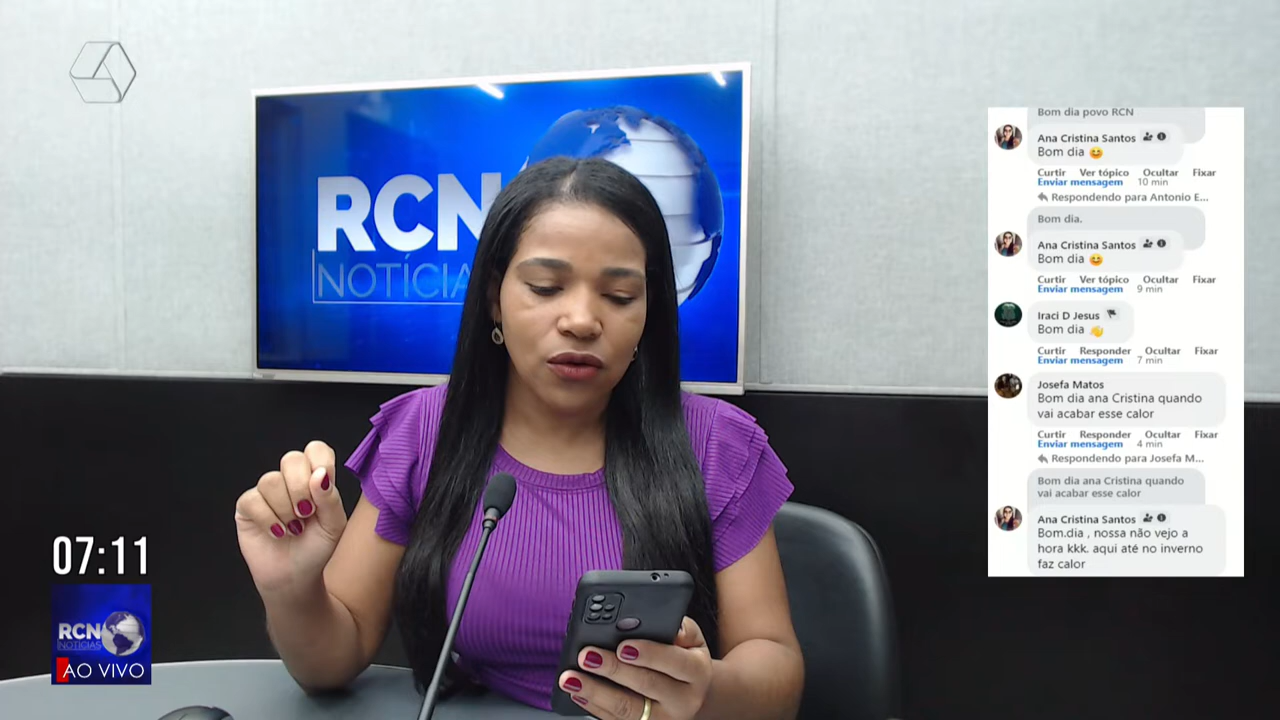 RCN
NOTÍCIA
07:11
RCN
NOTÍCIAS
AO VIVO
Bom dia povo RCN
Ana Cristina Santos
Bom dia 😊
Curtir Ver tópico Ocultar Fixar
Enviar mensagem 10 min
Respondendo para Antonio E...
Bom dia.
Ana Cristina Santos
Bom dia 😊
Curtir Ver tópico Ocultar Fixar
Enviar mensagem 9 min
Iraci D Jesus
Bom dia 👋
Curtir Responder Ocultar Fixar
Enviar mensagem 7 min
Josefa Matos
Bom dia ana Cristina quando
vai acabar esse calor
Curtir Responder Ocultar Fixar
Enviar mensagem 4 min
Respondendo para Josefa M...
Bom dia ana Cristina quando
vai acabar esse calor
Ana Cristina Santos
Bom.dia , nossa não vejo a
hora kkk. aqui até no inverno
faz calor